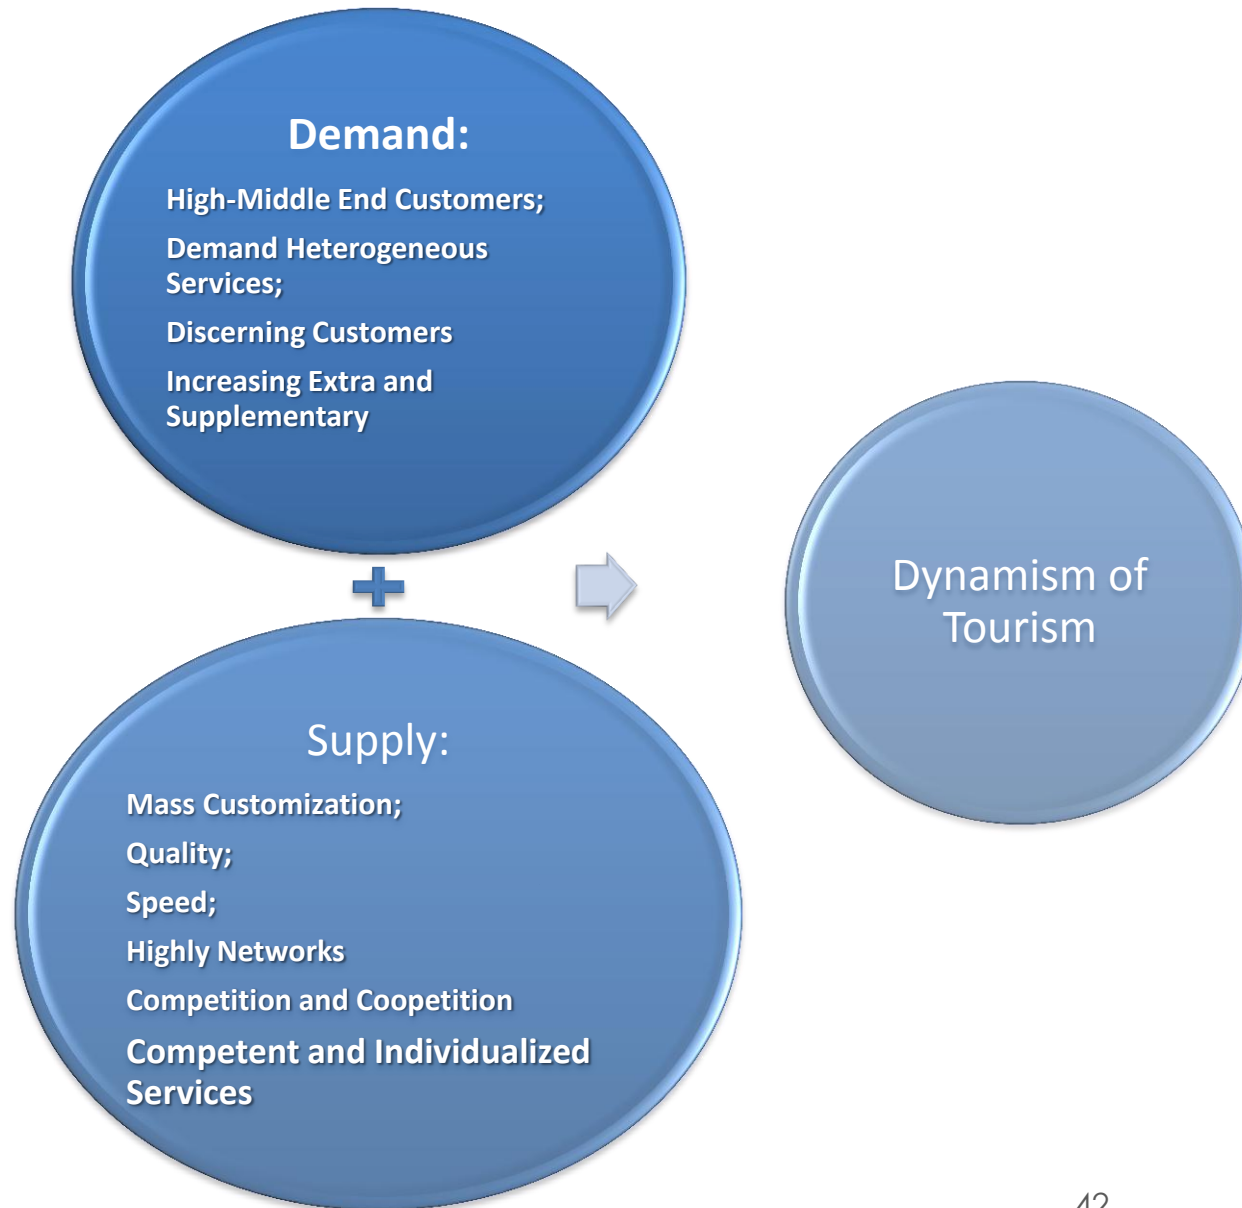 Demand:
High-Middle End Customers;
Demand Heterogeneous
Services;
Discerning Customers
Increasing Extra and
Supplementary
Supply:
Mass Customization;
Quality;
Speed;
Highly Networks
Competition and Coopetition
Competent and Individualized
Services
Dynamism of
Tourism
42